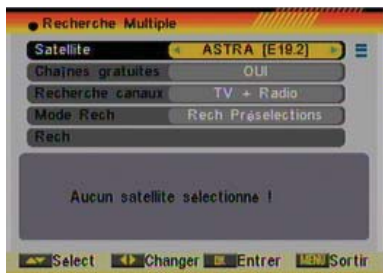 Recherche Multiple
Satellite ASTRA [E19.2]
Chaînes gratuites OUI
Recherche canaux TV + Radio
Mode Rech Rech Préselections
Rech
Aucun satellite sélectionne !
Select Changer OK Entrer MENU Sortir